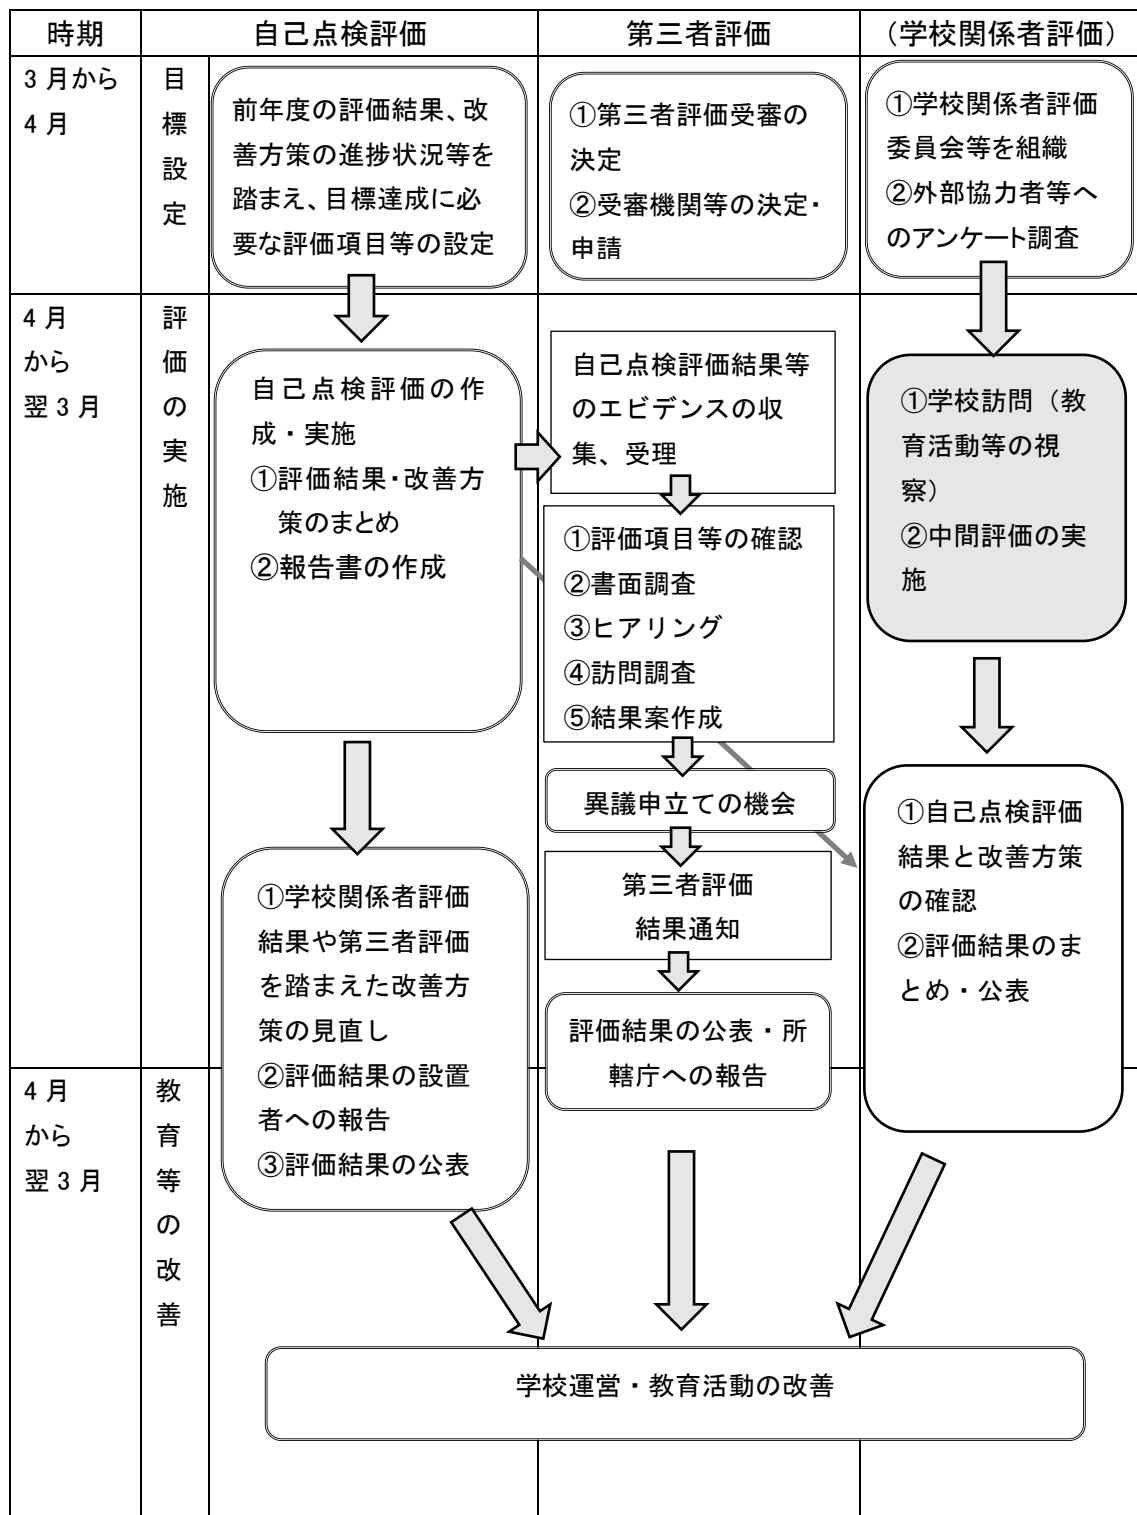 時期
自己点検評価
第三者評価
（学校関係者評価）
3月から
4月
目
標
設
定
前年度の評価結果、改
善方策の進捗状況等を
踏まえ、目標達成に必
要な評価項目等の設定
①第三者評価受審の
決定
②受審機関等の決定・
申請
①学校関係者評価
委員会等を組織
②外部協力者等へ
のアンケート調査
4月
から
翌3月
評
価
の
実
施
自己点検評価の作
成・実施
①評価結果・改善方
策のまとめ
②報告書の作成
自己点検評価結果等
のエビデンスの収
集、受理
①評価項目等の確認
②書面調査
③ヒアリング
④訪問調査
⑤結果案作成
異議申立ての機会
第三者評価
結果通知
評価結果の公表・所
轄庁への報告
①学校訪問（教
育活動等の視
察）
②中間評価の実
施
①自己点検評価
結果と改善方策
の確認
②評価結果のま
とめ・公表
①学校関係者評価
結果や第三者評価
を踏まえた改善方
策の見直し
②評価結果の設置
者への報告
③評価結果の公表
4月
から
翌3月
教
育
等
の
改
善
学校運営・教育活動の改善